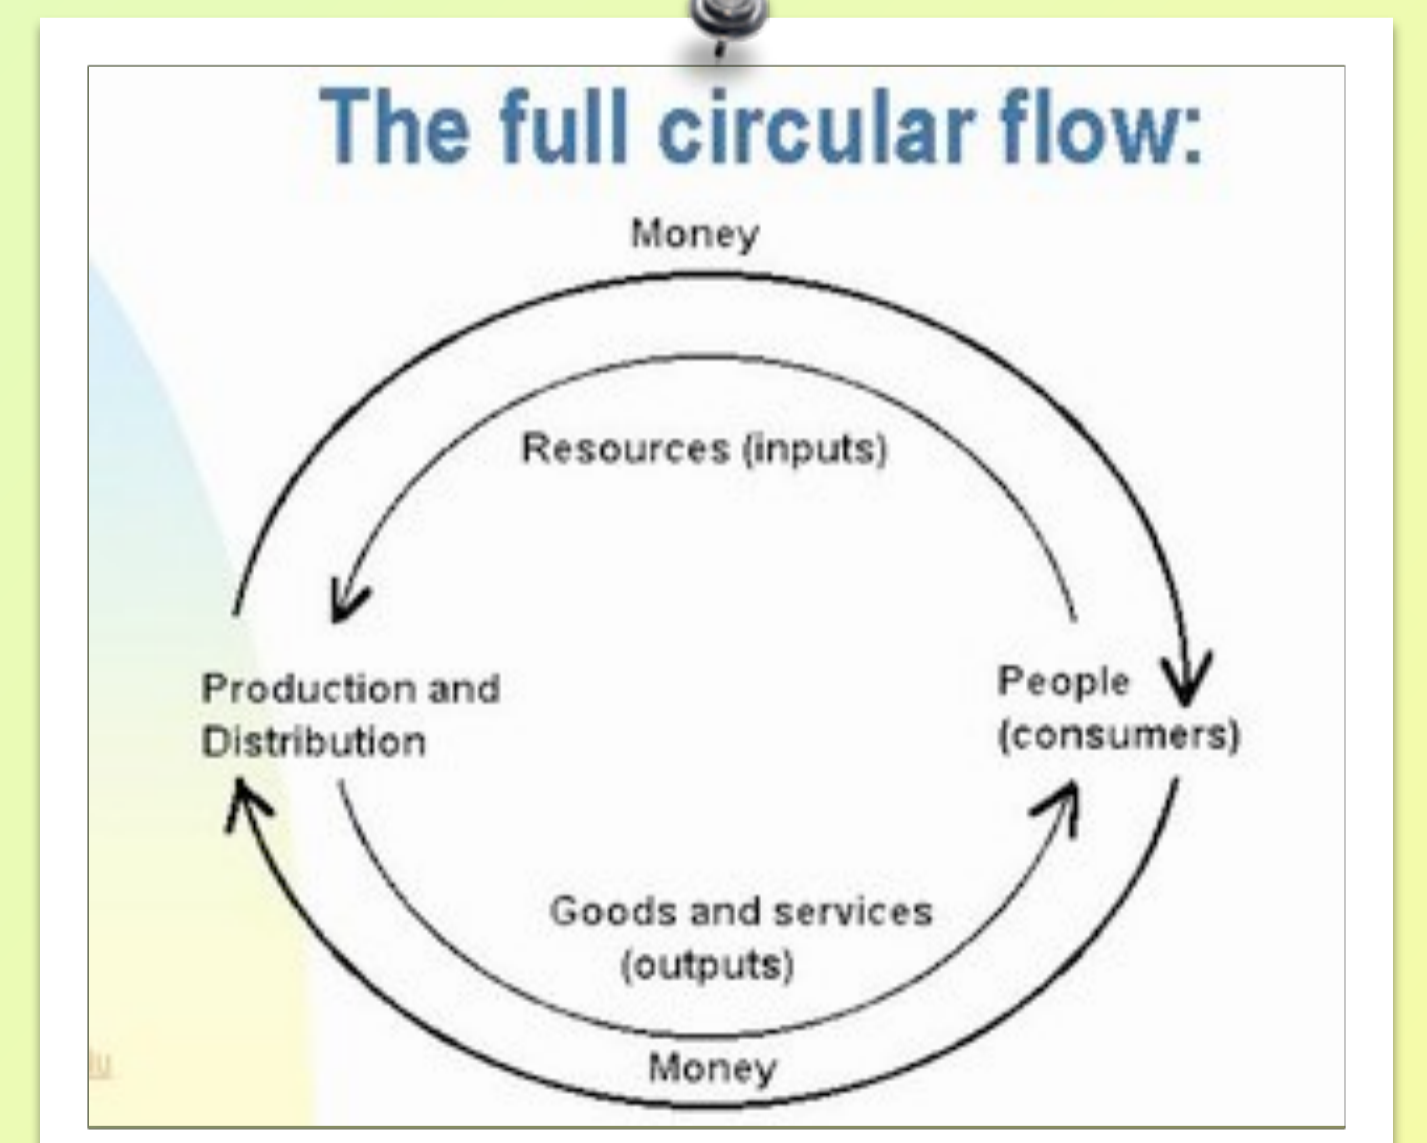 The full circular flow:
Money
Resources (inputs)
Production and
Distribution
People
(consumers)
Goods and services
(outputs)
Money